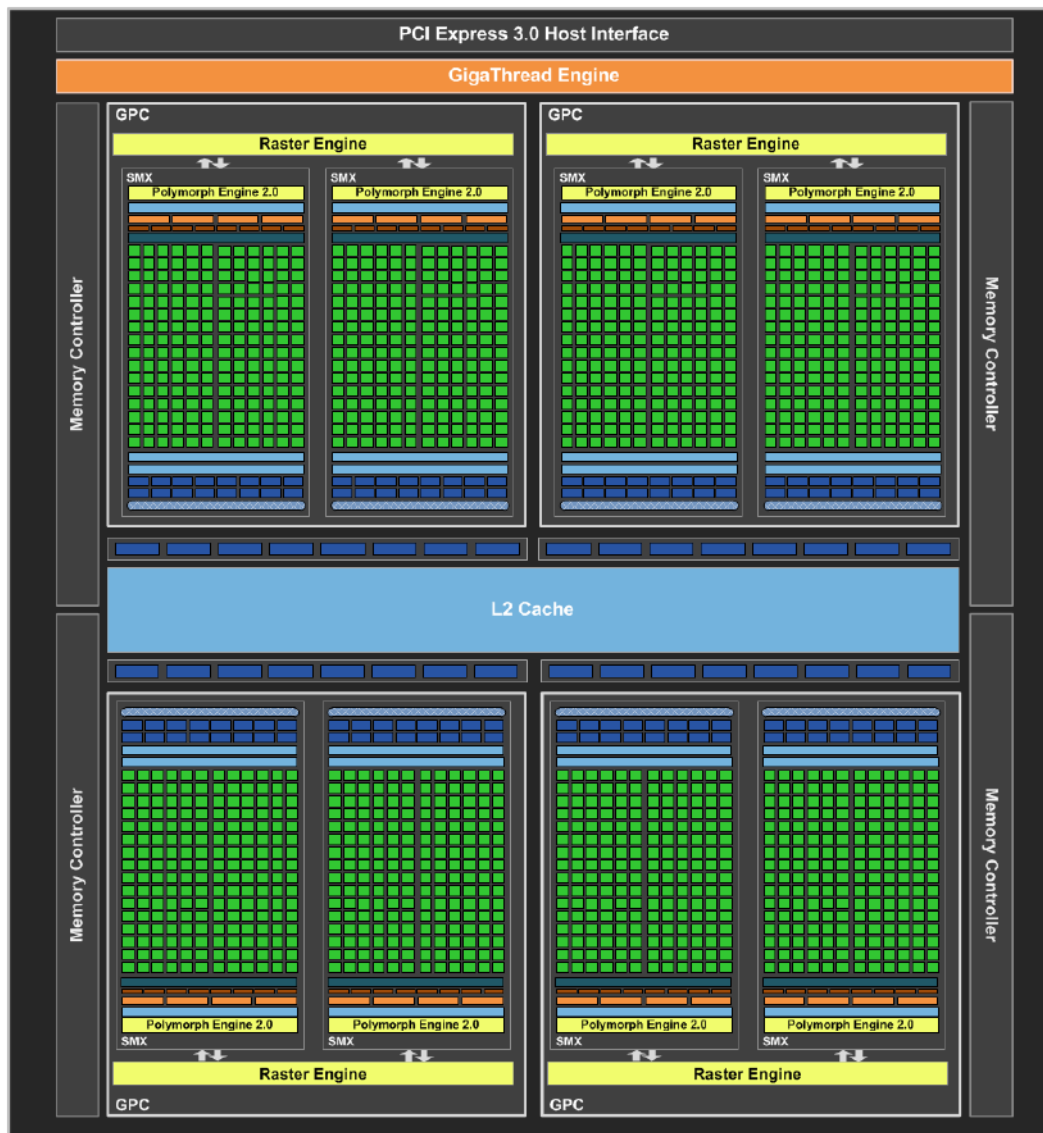 PCI Express 3.0 Host Interface
GigaThread Engine
Memory Controller
GPC
Raster Engine
SMX
Polymorph Engine 2.0
SMX
Polymorph Engine 2.0
GPC
Raster Engine
SMX
Polymorph Engine 2.0
SMX
Polymorph Engine 2.0
Memory Controller
L2 Cache
Memory Controller
Polymorph Engine 2.0
SMX
Polymorph Engine 2.0
SMX
Raster Engine
GPC
Polymorph Engine 2.0
SMX
Polymorph Engine 2.0
SMX
Raster Engine
GPC
Memory Controller